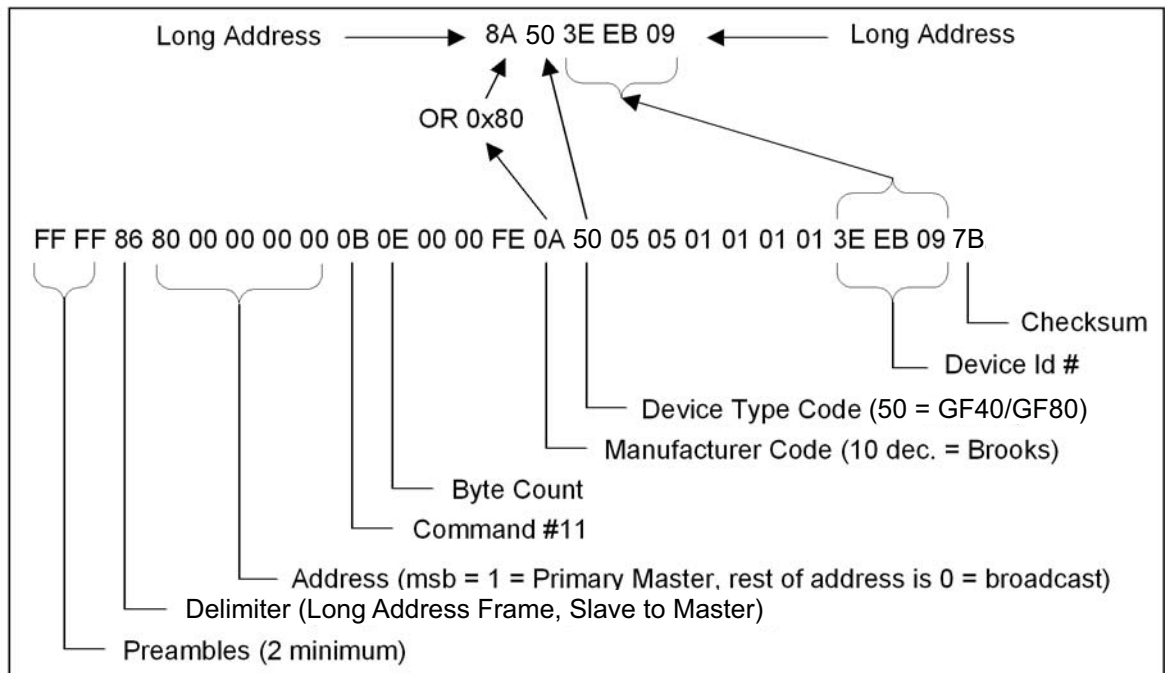 Long Address 8A 50 3E EB 09 Long Address
OR 0x80
FF FF 86 80 00 00 00 00 0B 0E 00 00 FE 0A 50 05 05 01 01 01 01 3E EB 09 7B
Checksum
Device Id #
Device Type Code (50 = GF40/GF80)
Manufacturer Code (10 dec. = Brooks)
Byte Count
Command #11
Address (msb = 1 = Primary Master, rest of address is 0 = broadcast)
Delimiter (Long Address Frame, Slave to Master)
Preambles (2 minimum)